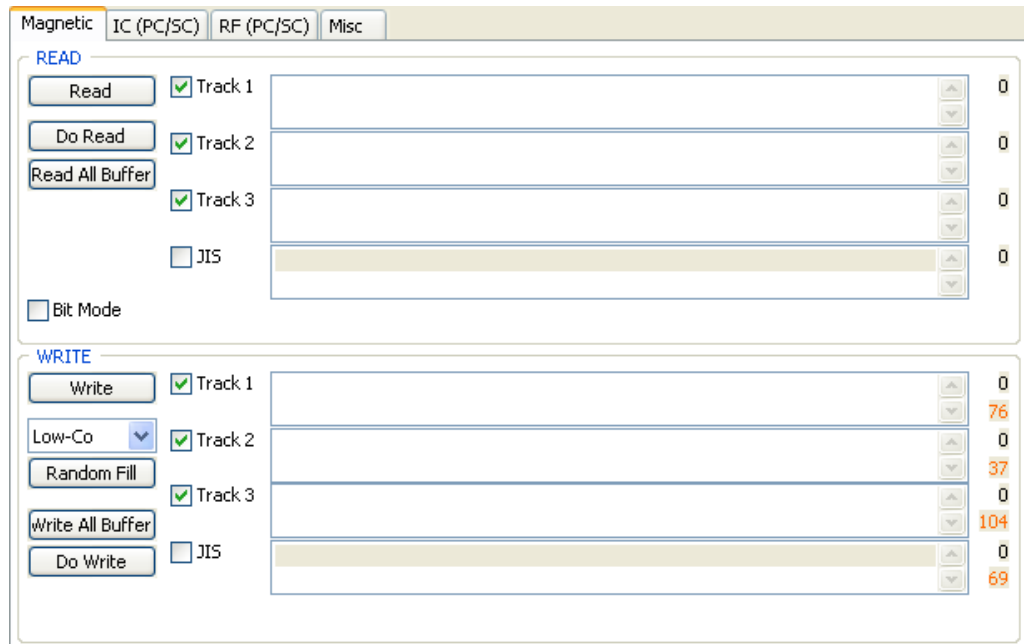 Magnetic IC (PC/SC) RF (PC/SC) Misc
READ
Read Track 1 0
Do Read Track 2 0
Read All Buffer
Track 3 0
JIS 0
Bit Mode
WRITE
Write Track 1 0
76
Low-Co Track 2 0
Random Fill 37
Track 3 0
Write All Buffer 104
Do Write JIS 0
69